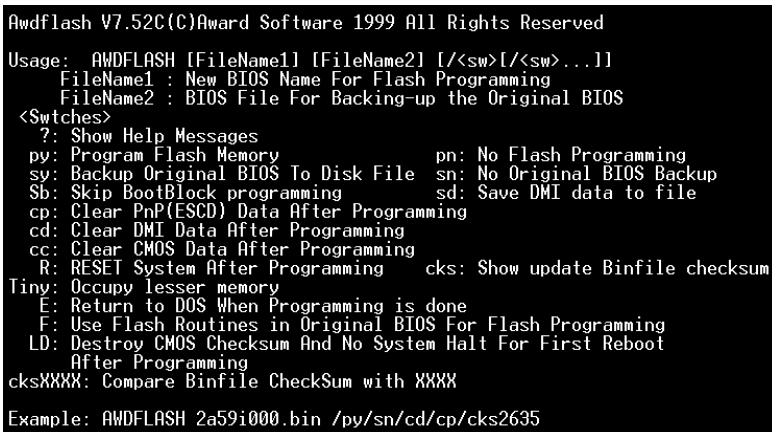 Awdflash V7.52C(C)Award Software 1999 All Rights Reserved
Usage:  AWDFLASH [FileName1] [FileName2] [/<sw>[/<sw>...]]
     FileName1 : New BIOS Name For Flash Programming
     FileName2 : BIOS File For Backing-up the Original BIOS
 <Swtches>
   ?: Show Help Messages
  py: Program Flash Memory               pn: No Flash Programming
  sy: Backup Original BIOS To Disk File  sn: No Original BIOS Backup
  Sb: Skip BootBlock programming         sd: Save DMI data to file
  cp: Clear PnP(ESCD) Data After Programming
  cd: Clear DMI Data After Programming
  cc: Clear CMOS Data After Programming
   R: RESET System After Programming    cks: Show update Binfile checksum
Tiny: Occupy lesser memory
   E: Return to DOS When Programming is done
   F: Use Flash Routines in Original BIOS For Flash Programming
  LD: Destroy CMOS Checksum And No System Halt For First Reboot
      After Programming
cksXXXX: Compare Binfile CheckSum with XXXX
Example: AWDFLASH 2a59i000.bin /py/sn/cd/cp/cks2635